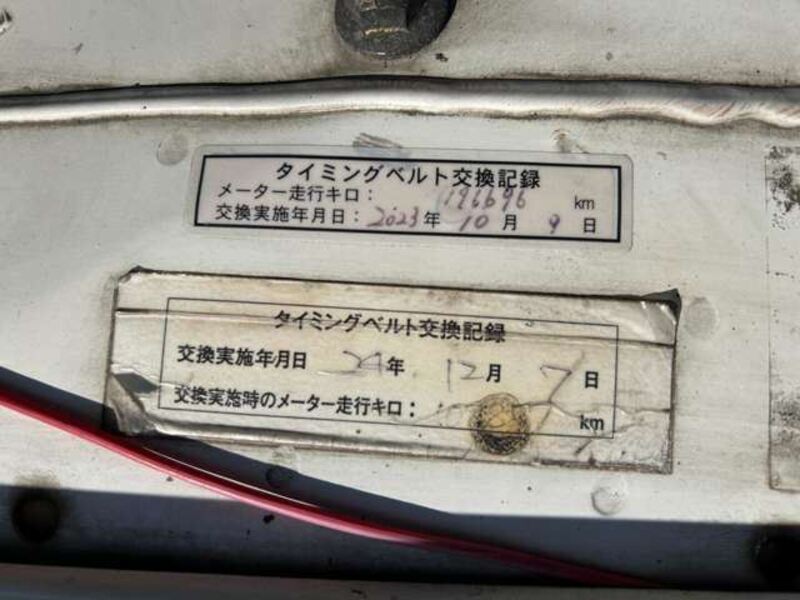 タイミングベルト交換記録
メーター走行キロ： 196696 km
交換実施年月日：2023年 10月 9日
タイミングベルト交換記録
交換実施年月日 24年 12月 7日
交換実施時のメーター走行キロ： km